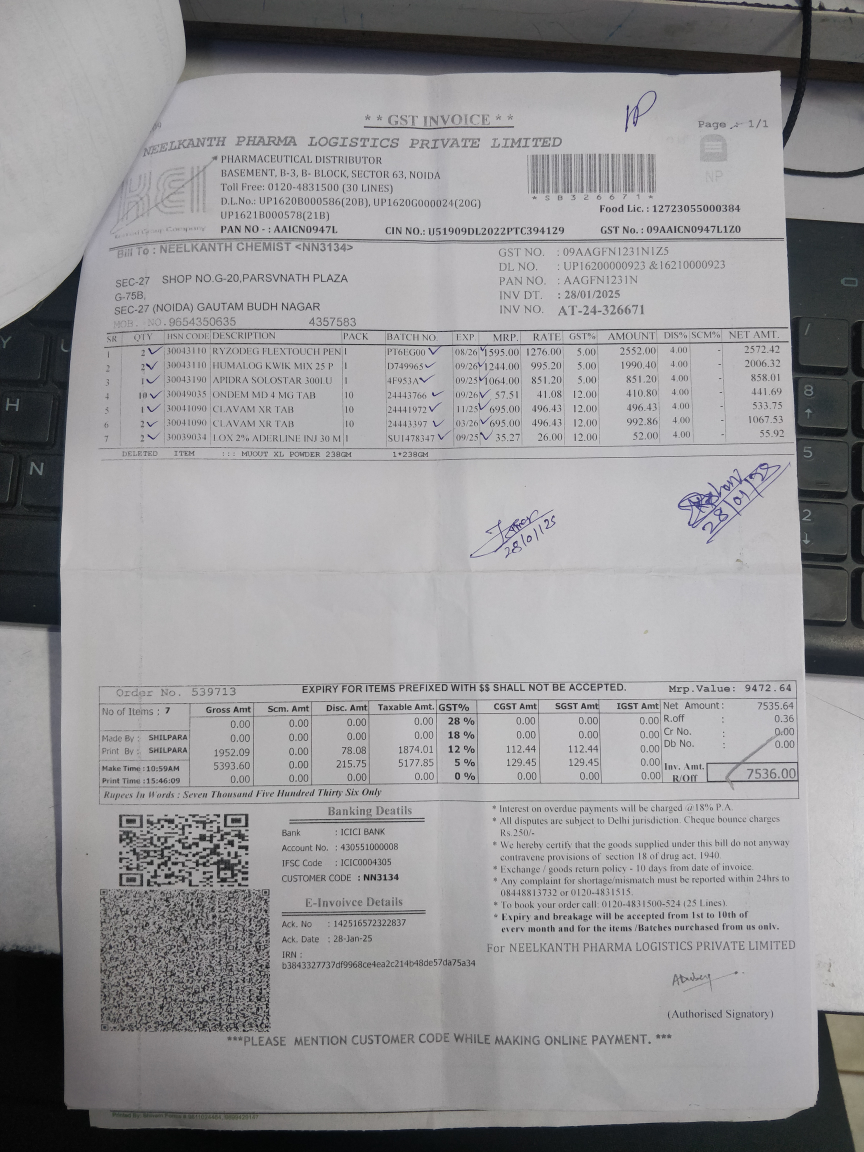 * * GST INVOICE * *
Page : 1/1
NEELKANTH PHARMA LOGISTICS PRIVATE LIMITED
PHARMACEUTICAL DISTRIBUTOR
BASEMENT, B-3, B- BLOCK, SECTOR 63, NOIDA
Toll Free: 0120-4831500 (30 LINES)
D.L.No.: UP1620B000586(20B), UP1620G000024(20G)
UP1621B000578(21B)
PAN NO - : AAICN0947L
CIN NO.: U51909DL2022PTC394129
*SB326671*
NP
Food Lic. : 12723055000384
GST No. : 09AAICN0947L1Z0
Bill To : NEELKANTH CHEMIST <NN3134>
SEC-27 SHOP NO.G-20,PARSVNATH PLAZA
G-75B,
SEC-27 (NOIDA) GAUTAM BUDH NAGAR
MOB. NO.9654350635 4357583
GST NO. : 09AAGFN1231N1Z5
DL NO. : UP16200000923 &16210000923
PAN NO. : AAGFN1231N
INV DT. : 28/01/2025
INV NO. AT-24-326671
SR QTY HSN CODE DESCRIPTION PACK BATCH NO. EXP. MRP. RATE GST% AMOUNT DIS% SCM% NET AMT.
1 2 30043110 RYZODEG FLEXTOUCH PEN 1 PT6EG00 08/26 1595.00 1276.00 5.00 2552.00 4.00 - 2572.42
2 2 30043110 HUMALOG KWIK MIX 25 P 1 D749965 09/26 1244.00 995.20 5.00 1990.40 4.00 - 2006.32
3 1 30043190 APIDRA SOLOSTAR 300LU 1 4F953A 09/25 1064.00 851.20 5.00 851.20 4.00 - 858.01
4 10 30049035 ONDEM MD 4 MG TAB 10 24443766 09/26 57.51 41.08 12.00 410.80 4.00 - 441.69
5 1 30041090 CLAVAM XR TAB 10 24441972 11/25 695.00 496.43 12.00 496.43 4.00 - 533.75
6 2 30041090 CLAVAM XR TAB 10 24443397 03/26 695.00 496.43 12.00 992.86 4.00 - 1067.53
7 2 30039034 LOX 2% ADERLINE INJ 30 M 1 SU1478347 09/25 35.27 26.00 12.00 52.00 4.00 - 55.92
DELETED ITEM ::: MUOUT XL POWDER 238GM 1*238GM
28/01/25
28/01/25
Order No. 539713
EXPIRY FOR ITEMS PREFIXED WITH $$ SHALL NOT BE ACCEPTED.
Mrp.Value: 9472.64
No of Items : 7
Made By : SHILPARA
Print By : SHILPARA
Make Time :10:59AM
Print Time :15:46:09
Gross Amt Scm. Amt Disc. Amt Taxable Amt. GST% CGST Amt SGST Amt IGST Amt
0.00 0.00 0.00 0.00 28 % 0.00 0.00 0.00
0.00 0.00 0.00 0.00 18 % 0.00 0.00 0.00
1952.09 0.00 78.08 1874.01 12 % 112.44 112.44 0.00
5393.60 0.00 215.75 5177.85 5 % 129.45 129.45 0.00
0.00 0.00 0.00 0.00 0 % 0.00 0.00 0.00
Net Amount : 7535.64
R.off : 0.36
Cr No. : 0.00
Db No. : 0.00
Inv. Amt. R/Off 7536.00
Rupees In Words : Seven Thousand Five Hundred Thirty Six Only
Banking Deatils
Bank : ICICI BANK
Account No. : 430551000008
IFSC Code : ICIC0004305
CUSTOMER CODE : NN3134
E-Invoivce Details
Ack. No : 142516572322837
Ack. Date : 28-Jan-25
IRN :
b3843327737df9968ce4ea2c214b48de57da75a34
* Interest on overdue payments will be charged @18% P.A.
* All disputes are subject to Delhi jurisdiction. Cheque bounce charges
Rs.250/-
* We hereby certify that the goods supplied under this bill do not anyway
contravene provisions of section 18 of drug act. 1940.
* Exchange / goods return policy - 10 days from date of invoice.
* Any complaint for shortage/mismatch must be reported within 24hrs to
08448813732 or 0120-4831515.
* To book your order call: 0120-4831500-524 (25 Lines)
* Expiry and breakage will be accepted from 1st to 10th of
every month and for the items /Batches purchased from us only.
For NEELKANTH PHARMA LOGISTICS PRIVATE LIMITED
(Authorised Signatory)
***PLEASE MENTION CUSTOMER CODE WHILE MAKING ONLINE PAYMENT. ***